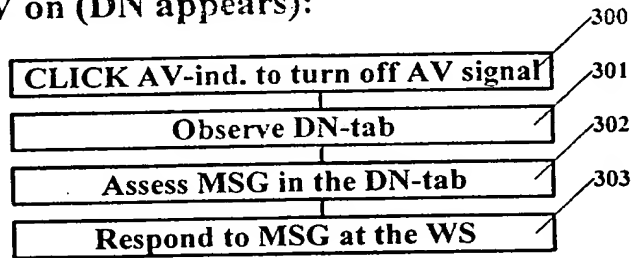 on (DN appears):
300
CLICK AV-ind. to turn off AV signal
301
Observe DN-tab
302
Assess MSG in the DN-tab
303
Respond to MSG at the WS